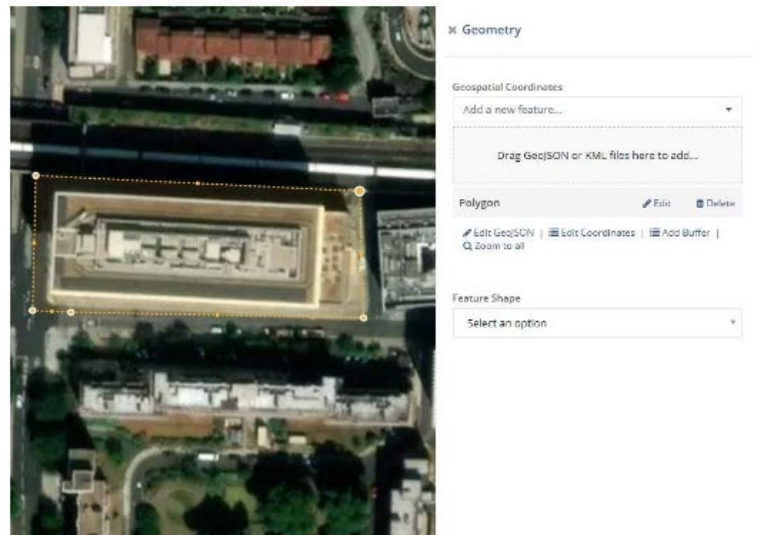 Geometry
Geospatial Coordinates
Add a new feature...
Drag GeoJSON or KML files here to add...
Polygon
Edit
Delete
Edit GeoJSON | Edit Coordinates | Add Buffer |
Zoom to all
Feature Shape
Select an option